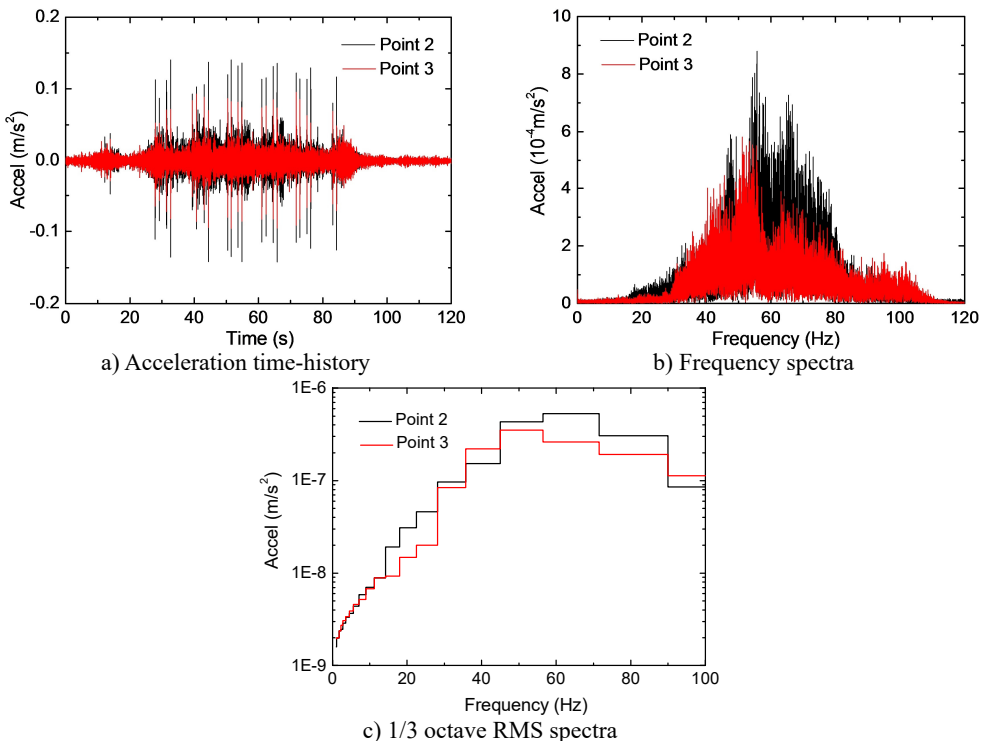 0.2
0.1
0.0
-0.1
-0.2
Accel (m/s²)
Point 2
Point 3
0 20 40 60 80 100 120
Time (s)
a) Acceleration time-history
10
8
6
4
2
0
Accel (10⁻⁴m/s²)
Point 2
Point 3
0 20 40 60 80 100 120
Frequency (Hz)
b) Frequency spectra
1E-6
1E-7
1E-8
1E-9
Accel (m/s²)
Point 2
Point 3
0 20 40 60 80 100
Frequency (Hz)
c) 1/3 octave RMS spectra